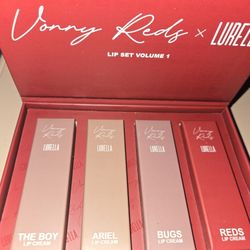 Vonny Reds x LURELLA
LIP SET VOLUME 1
Vonny Reds
LURELLA
THE BOY
LIP CREAM
Vonny Reds
LURELLA
ARIEL
LIP CREAM
Vonny Reds
LURELLA
BUGS
LIP CREAM
Vonny Reds
LURELLA
REDS
LIP CREAM